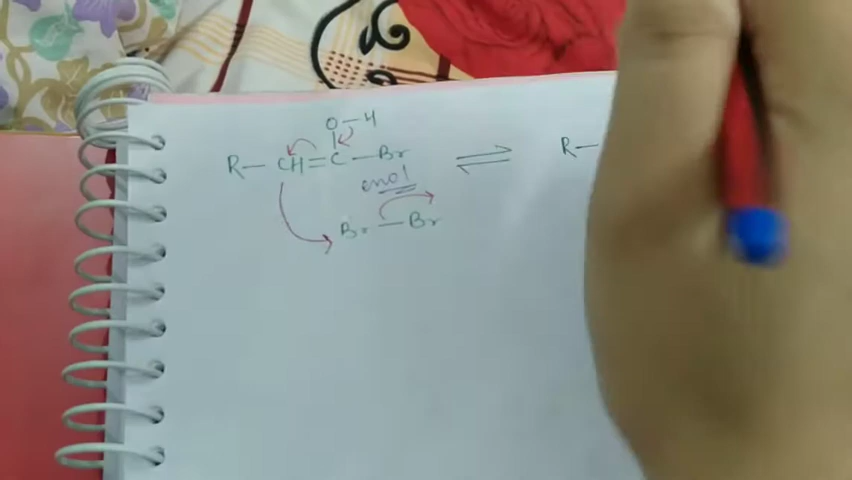 O-H
R-CH=C-Br ⇌ R-
enol
Br-Br